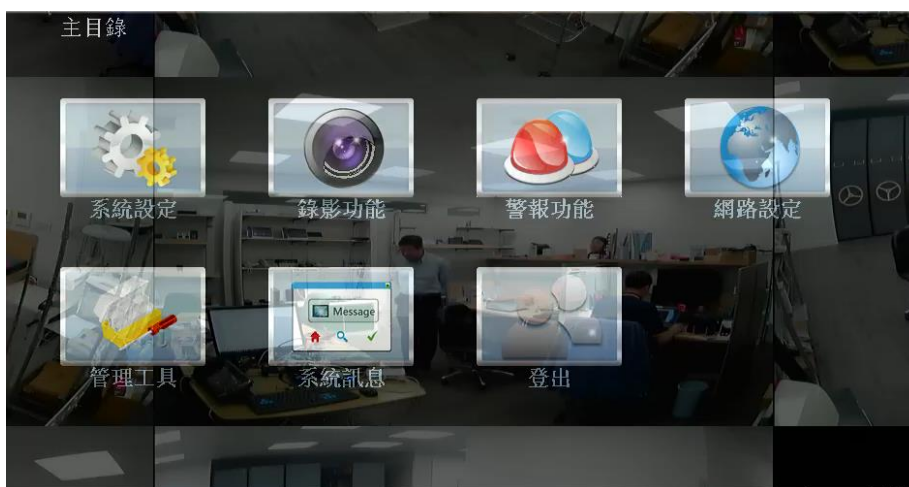 主目錄
系統設定
錄影功能
警報功能
網路設定
Message
管理工具
系統訊息
登出